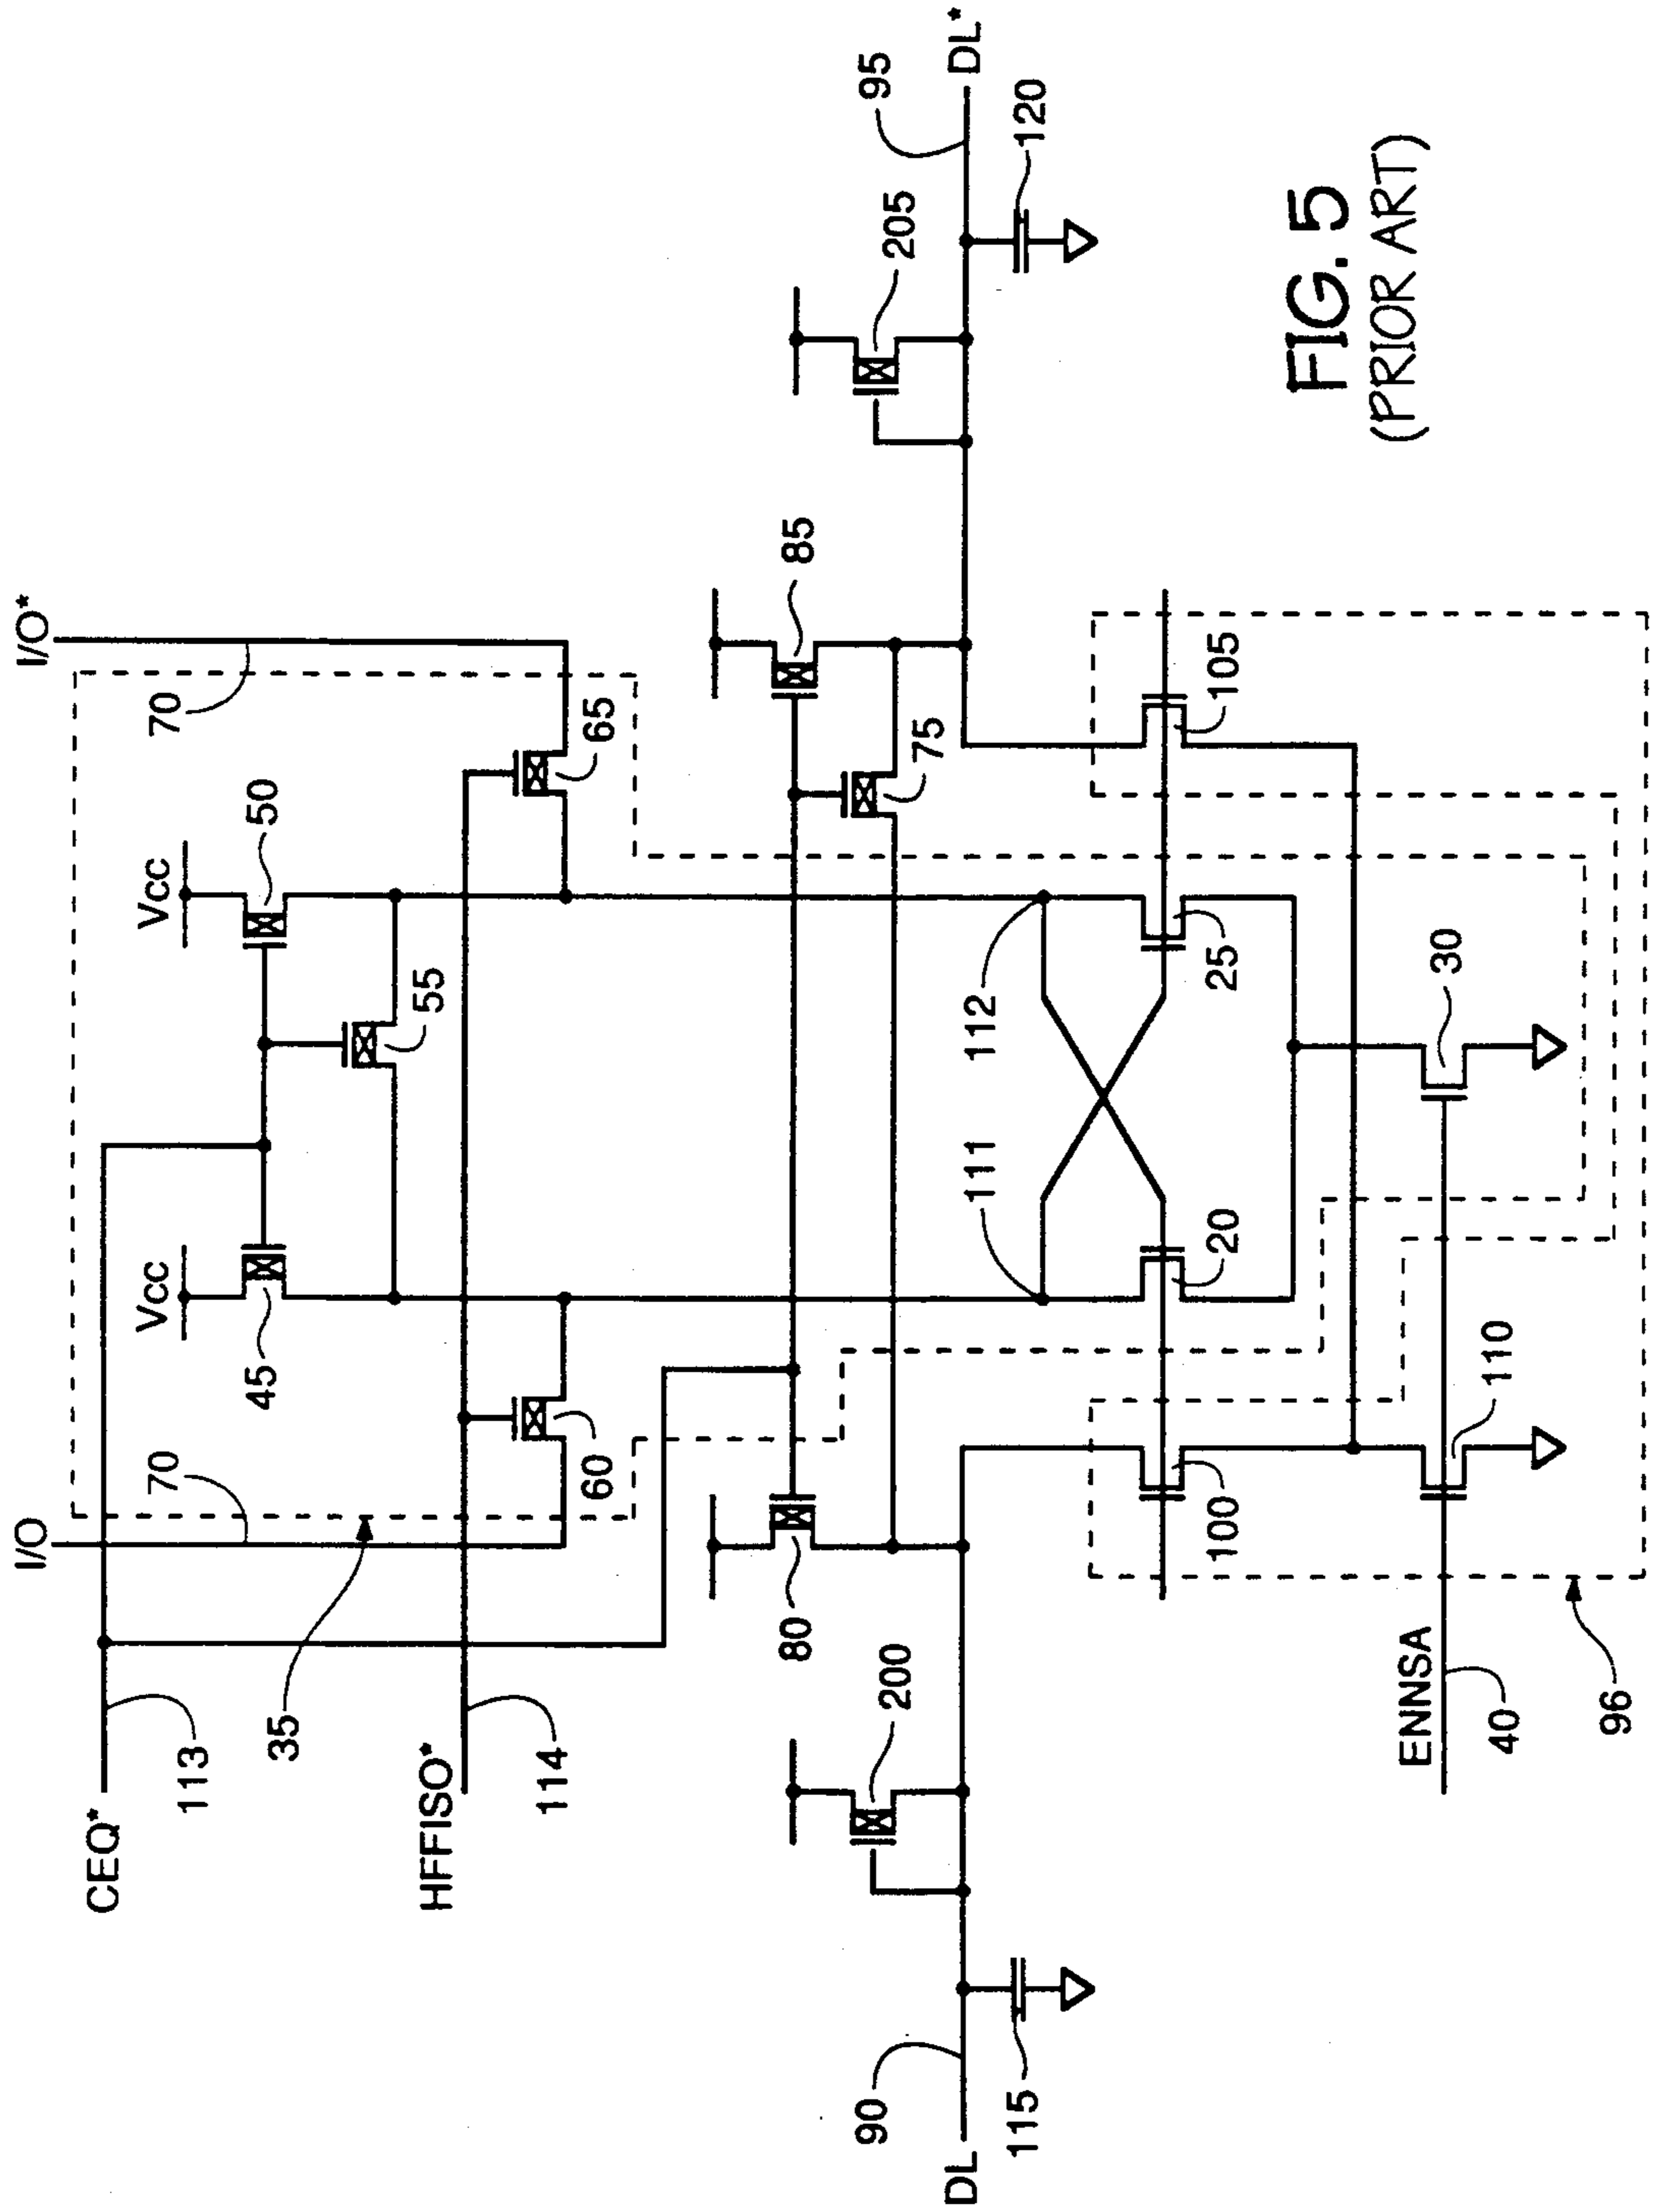 I/O
I/O*
70
70
CEQ*
113
Vcc
Vcc
45
50
55
35
HFFISO*
114
60
65
80
85
75
200
205
90
DL
115
95
DL*
120
111
112
100
20
25
105
ENNSA
40
110
30
96
FIG. 5
(PRIOR ART)